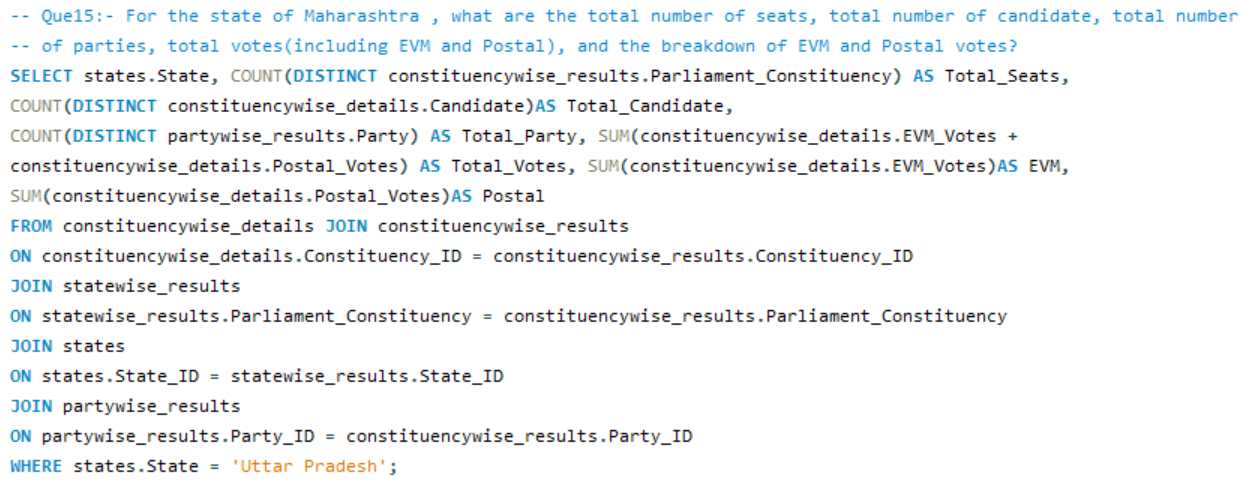 -- Que15:- For the state of Maharashtra , what are the total number of seats, total number of candidate, total number
-- of parties, total votes(including EVM and Postal), and the breakdown of EVM and Postal votes?
SELECT states.State, COUNT(DISTINCT constituencywise_results.Parliament_Constituency) AS Total_Seats,
COUNT(DISTINCT constituencywise_details.Candidate)AS Total_Candidate,
COUNT(DISTINCT partywise_results.Party) AS Total_Party, SUM(constituencywise_details.EVM_Votes +
constituencywise_details.Postal_Votes) AS Total_Votes, SUM(constituencywise_details.EVM_Votes)AS EVM,
SUM(constituencywise_details.Postal_Votes)AS Postal
FROM constituencywise_details JOIN constituencywise_results
ON constituencywise_details.Constituency_ID = constituencywise_results.Constituency_ID
JOIN statewise_results
ON statewise_results.Parliament_Constituency = constituencywise_results.Parliament_Constituency
JOIN states
ON states.State_ID = statewise_results.State_ID
JOIN partywise_results
ON partywise_results.Party_ID = constituencywise_results.Party_ID
WHERE states.State = 'Uttar Pradesh';